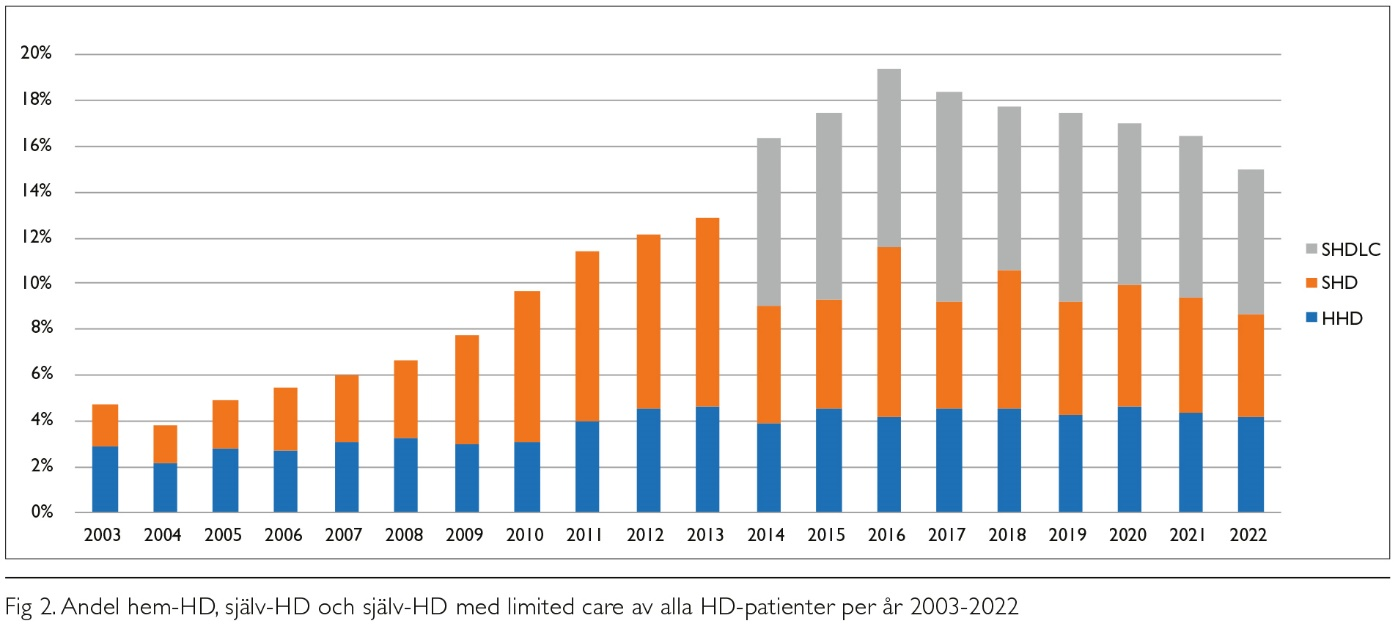 20%
18%
16%
14%
12%
10%
8%
6%
4%
2%
0%
2003 2004 2005 2006 2007 2008 2009 2010 2011 2012 2013 2014 2015 2016 2017 2018 2019 2020 2021 2022
SHDLC
SHD
HHD
Fig 2. Andel hem-HD, själv-HD och själv-HD med limited care av alla HD-patienter per år 2003-2022